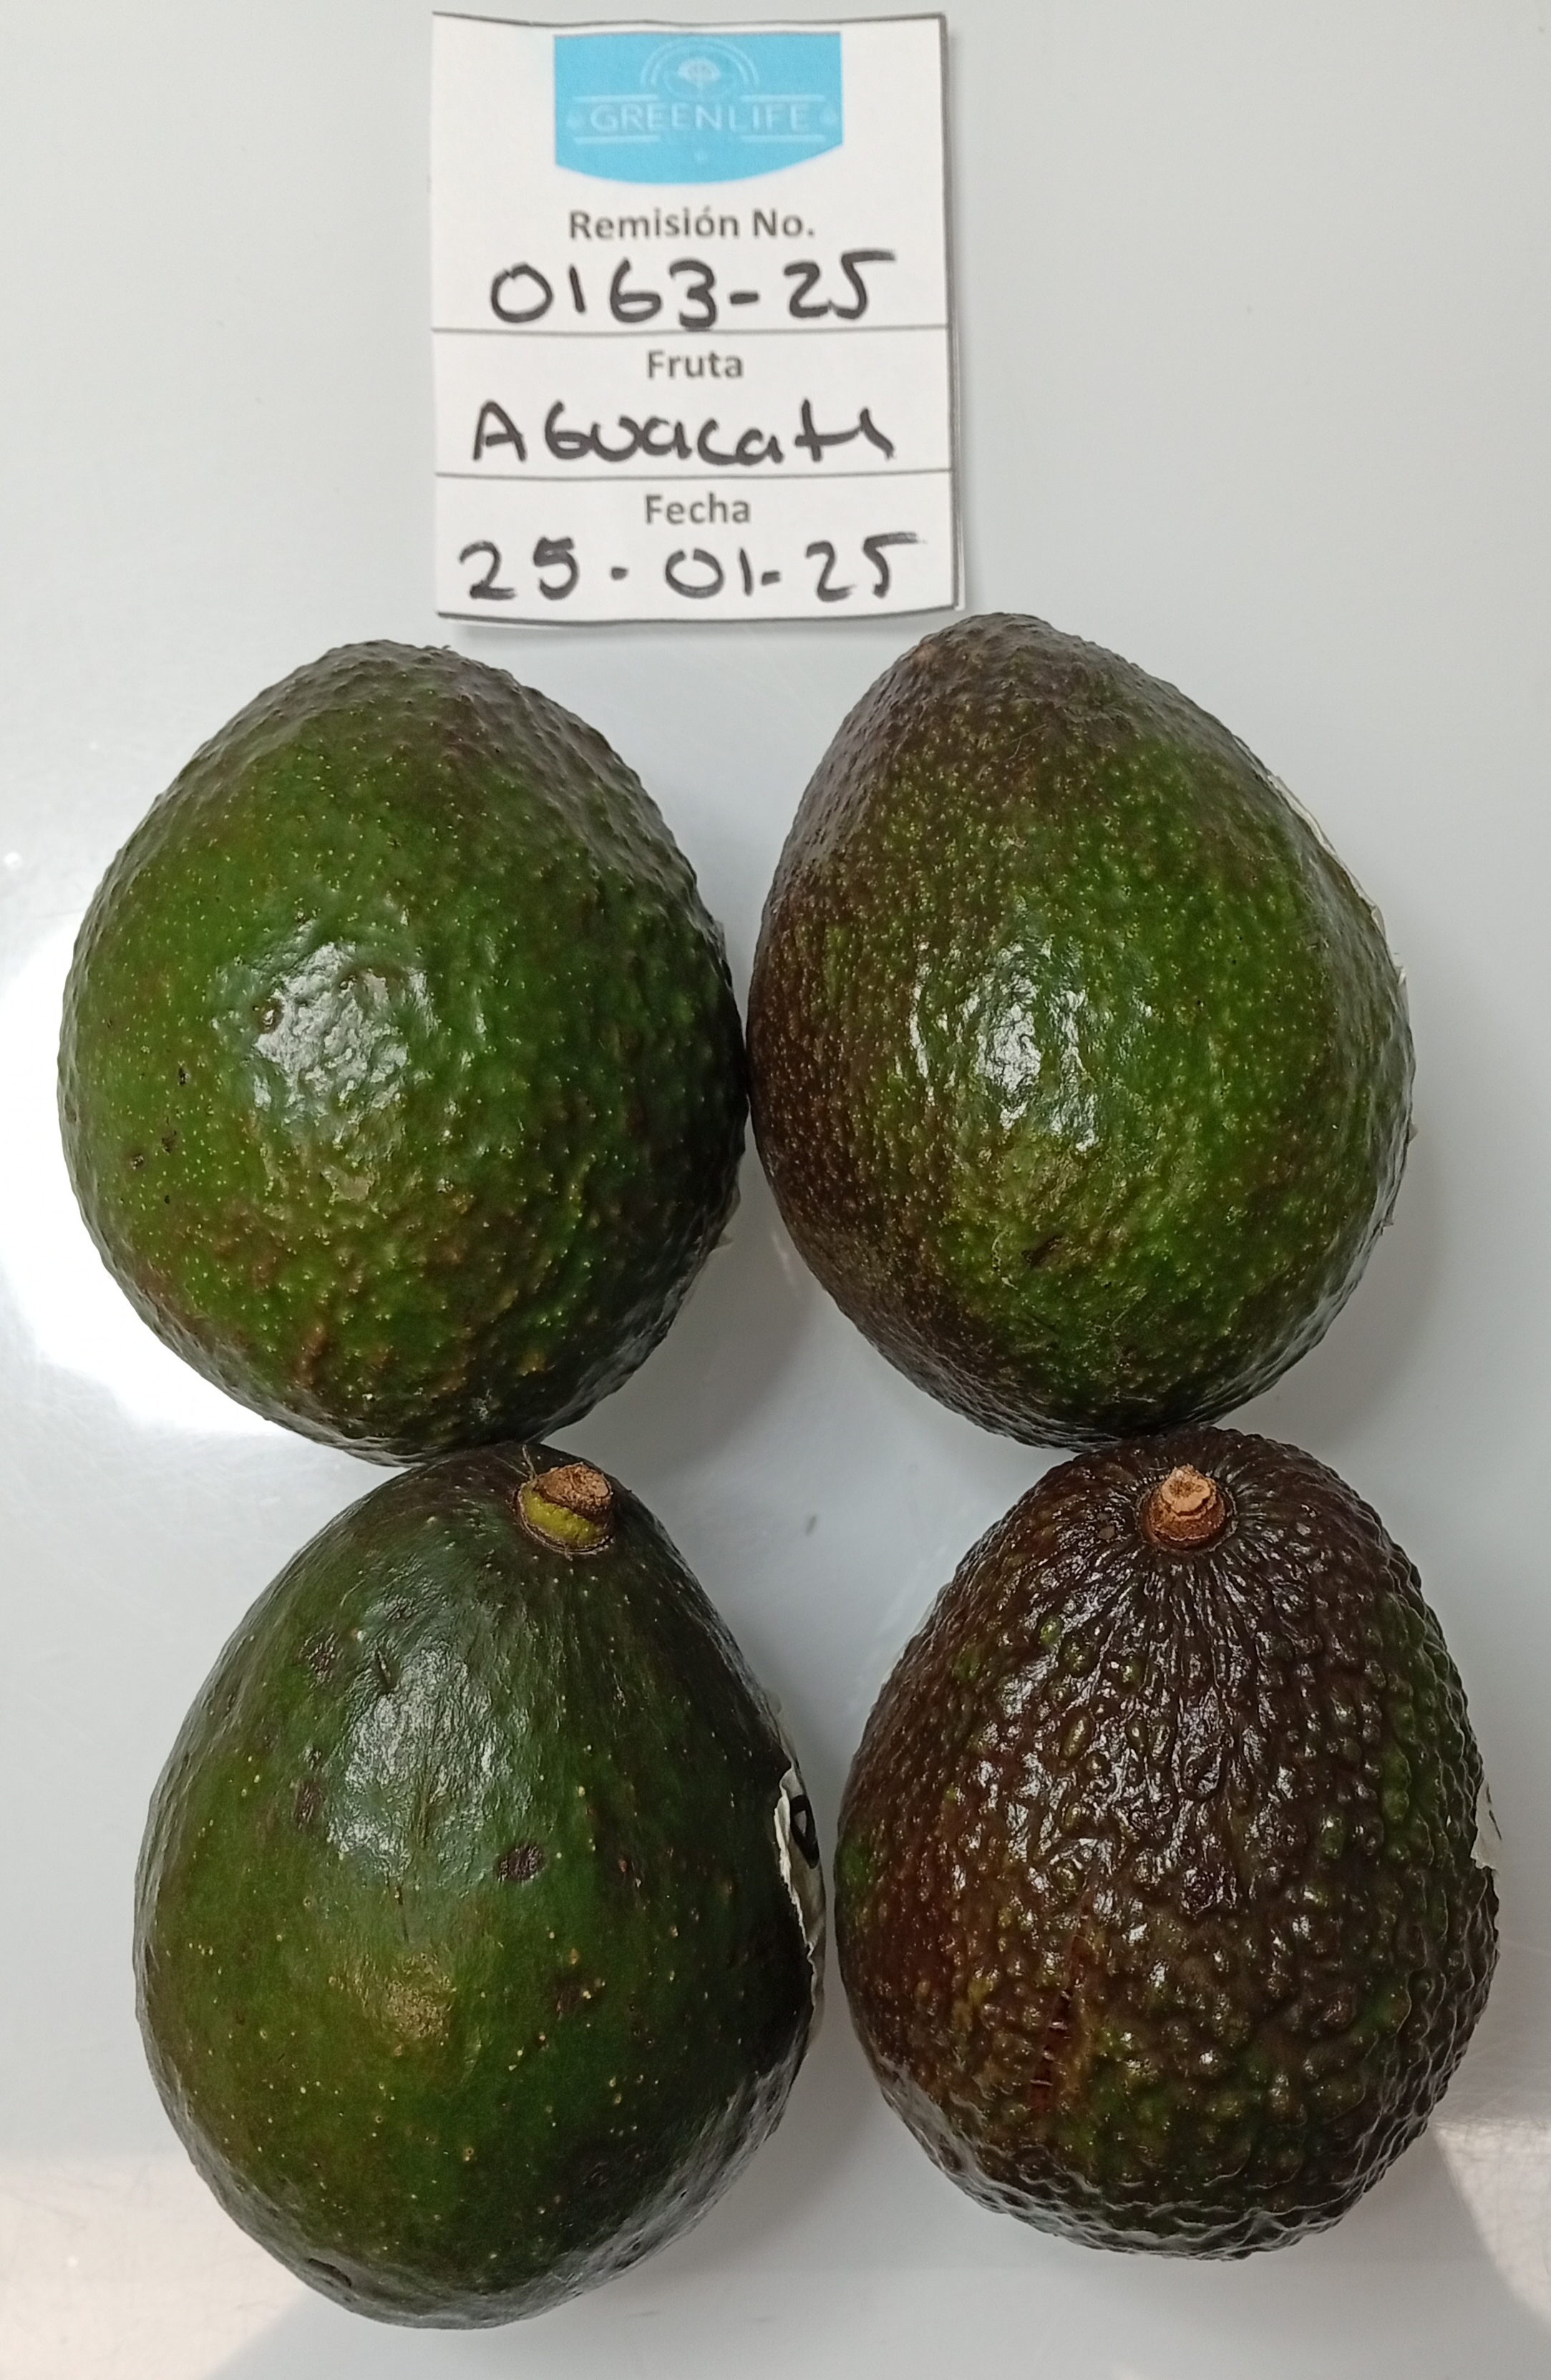 GREENLIFE
Remisión No.
0163-25
Fruta
AGuacate
Fecha
25-01-25